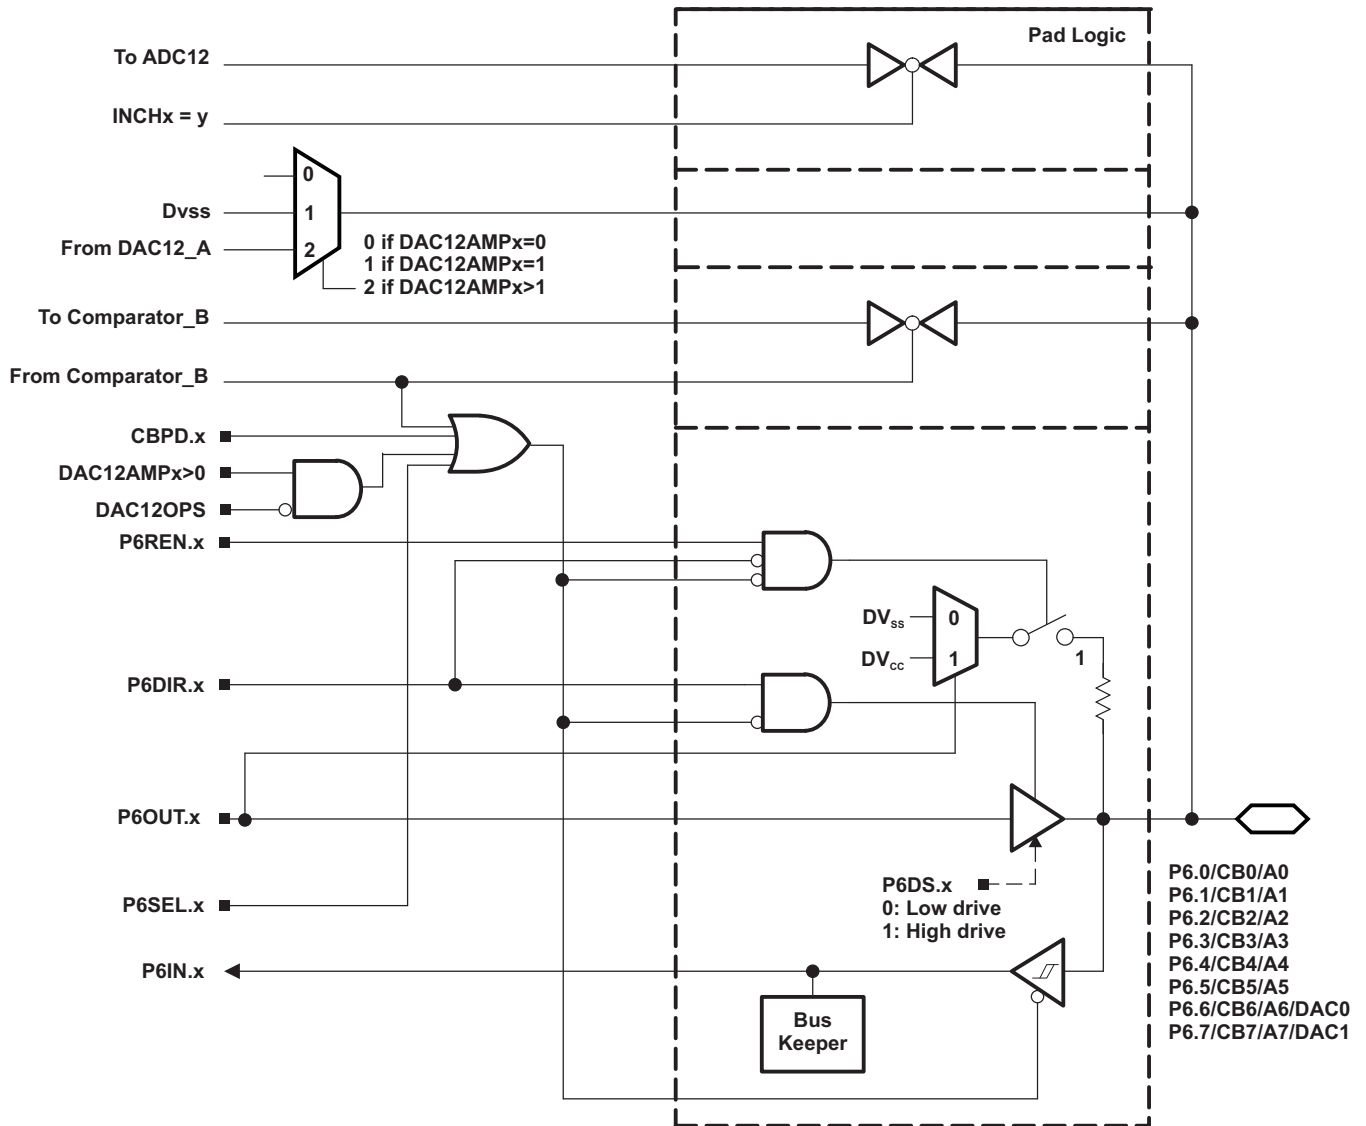 Pad Logic
To ADC12
INCHx = y
0
Dvss
1
From DAC12_A
2
0 if DAC12AMPx=0
1 if DAC12AMPx=1
2 if DAC12AMPx>1
To Comparator_B
From Comparator_B
CBPD.x
DAC12AMPx>0
DAC12OPS
P6REN.x
DVss
0
DVcc
1
1
P6DIR.x
P6OUT.x
P6DS.x
0: Low drive
1: High drive
P6SEL.x
P6IN.x
Bus
Keeper
P6.0/CB0/A0
P6.1/CB1/A1
P6.2/CB2/A2
P6.3/CB3/A3
P6.4/CB4/A4
P6.5/CB5/A5
P6.6/CB6/A6/DAC0
P6.7/CB7/A7/DAC1